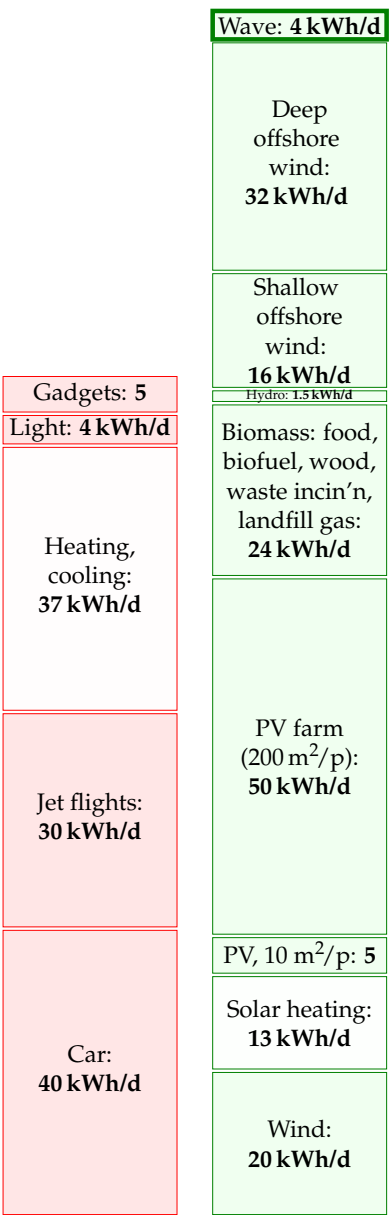 Wave: 4 kWh/d
Deep
offshore
wind:
32 kWh/d
Shallow
offshore
wind:
16 kWh/d
Hydro: 1.5 kWh/d
Biomass: food,
biofuel, wood,
waste incin'n,
landfill gas:
24 kWh/d
PV farm
(200 m²/p):
50 kWh/d
PV, 10 m²/p: 5
Solar heating:
13 kWh/d
Wind:
20 kWh/d
Gadgets: 5
Light: 4 kWh/d
Heating,
cooling:
37 kWh/d
Jet flights:
30 kWh/d
Car:
40 kWh/d